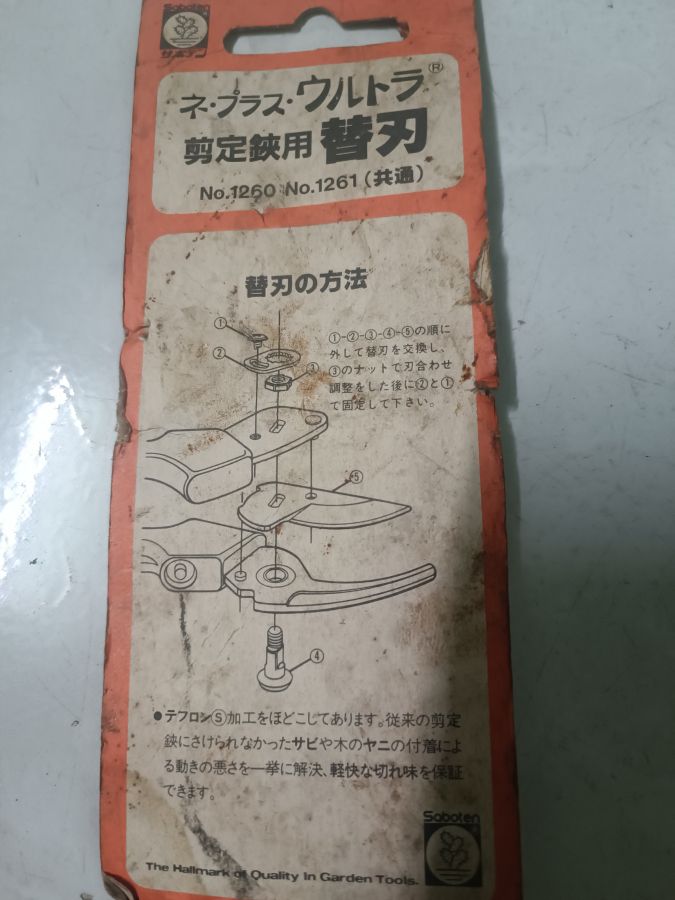 Saboten
サボテン
ネ・プラス・ウルトラ®
剪定鋏用替刃
No.1260 No.1261(共通)
替刃の方法
①-②-③-④-⑤の順に
外して替刃を交換し、
③のナットで刃合わせ
調整をした後に②と①
で固定して下さい。
①
②
③
⑤
④
●テフロンⓈ加工をほどこしてあります。従来の剪定
鋏にさけられなかったサビや木のヤニの付着によ
る動きの悪さを一挙に解決、軽快な切れ味を保証
できます。
Saboten
The Hallmark of Quality In Garden Tools.